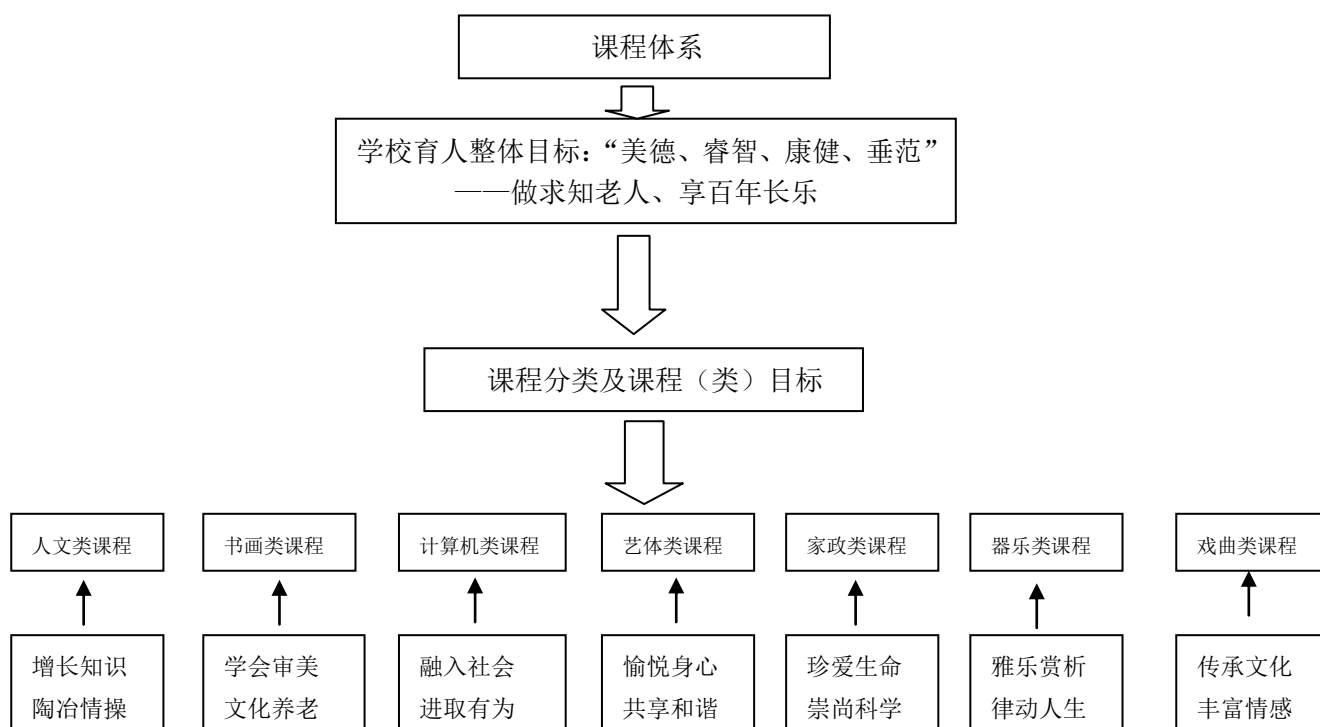 课程体系
学校育人整体目标：“美德、睿智、康健、垂范”
——做求知老人、享百年长乐
课程分类及课程（类）目标
人文类课程
书画类课程
计算机类课程
艺体类课程
家政类课程
器乐类课程
戏曲类课程
增长知识
陶冶情操
学会审美
文化养老
融入社会
进取有为
愉悦身心
共享和谐
珍爱生命
崇尚科学
雅乐赏析
律动人生
传承文化
丰富情感